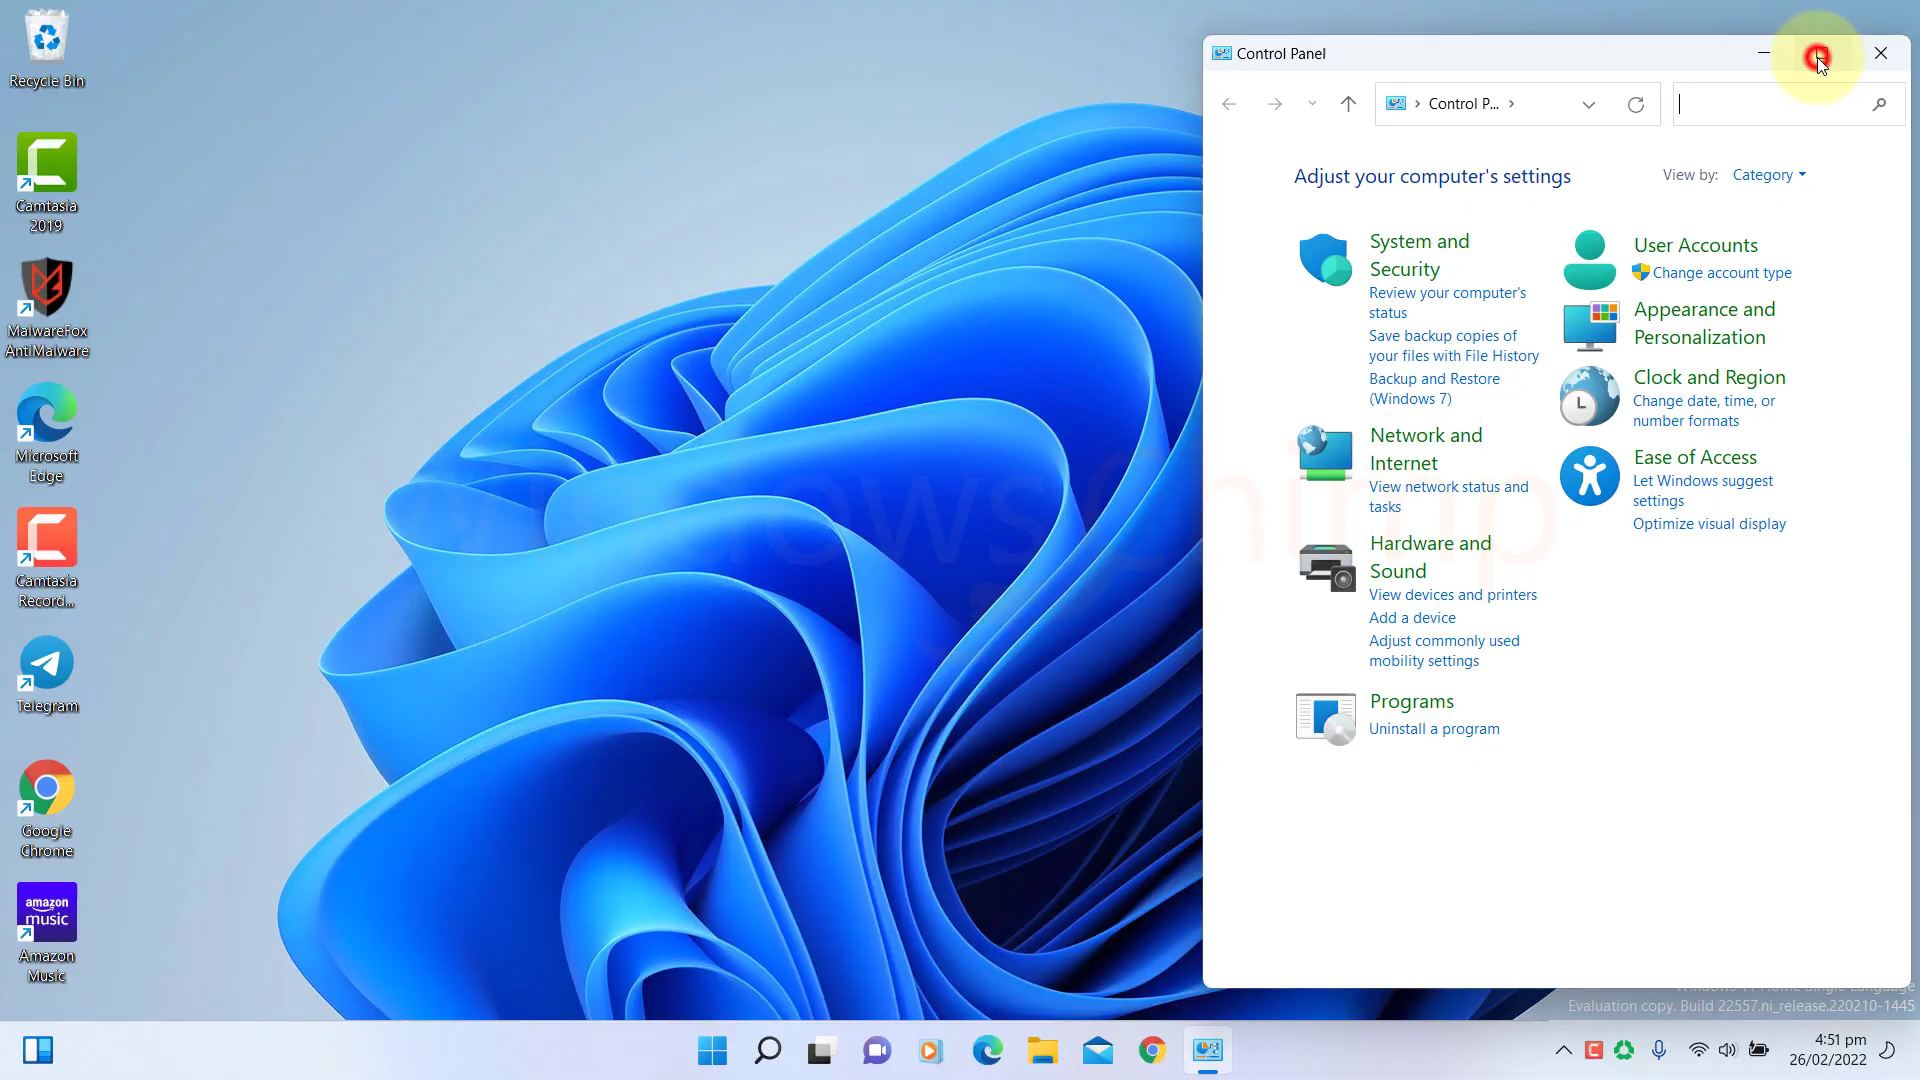 Recycle Bin
Camtasia
2019
MalwareFox
AntiMalware
Microsoft
Edge
Camtasia
Record...
Telegram
Google
Chrome
amazon
music
Amazon
Music
Control Panel
Control P...
Adjust your computer's settings
View by: Category
System and
Security
Review your computer's
status
Save backup copies of
your files with File History
Backup and Restore
(Windows 7)
Network and
Internet
View network status and
tasks
Hardware and
Sound
View devices and printers
Add a device
Adjust commonly used
mobility settings
Programs
Uninstall a program
User Accounts
Change account type
Appearance and
Personalization
Clock and Region
Change date, time, or
number formats
Ease of Access
Let Windows suggest
settings
Optimize visual display
Windows 11 Home Single Language
Evaluation copy. Build 22557.ni_release.220210-1445
4:51 pm
26/02/2022